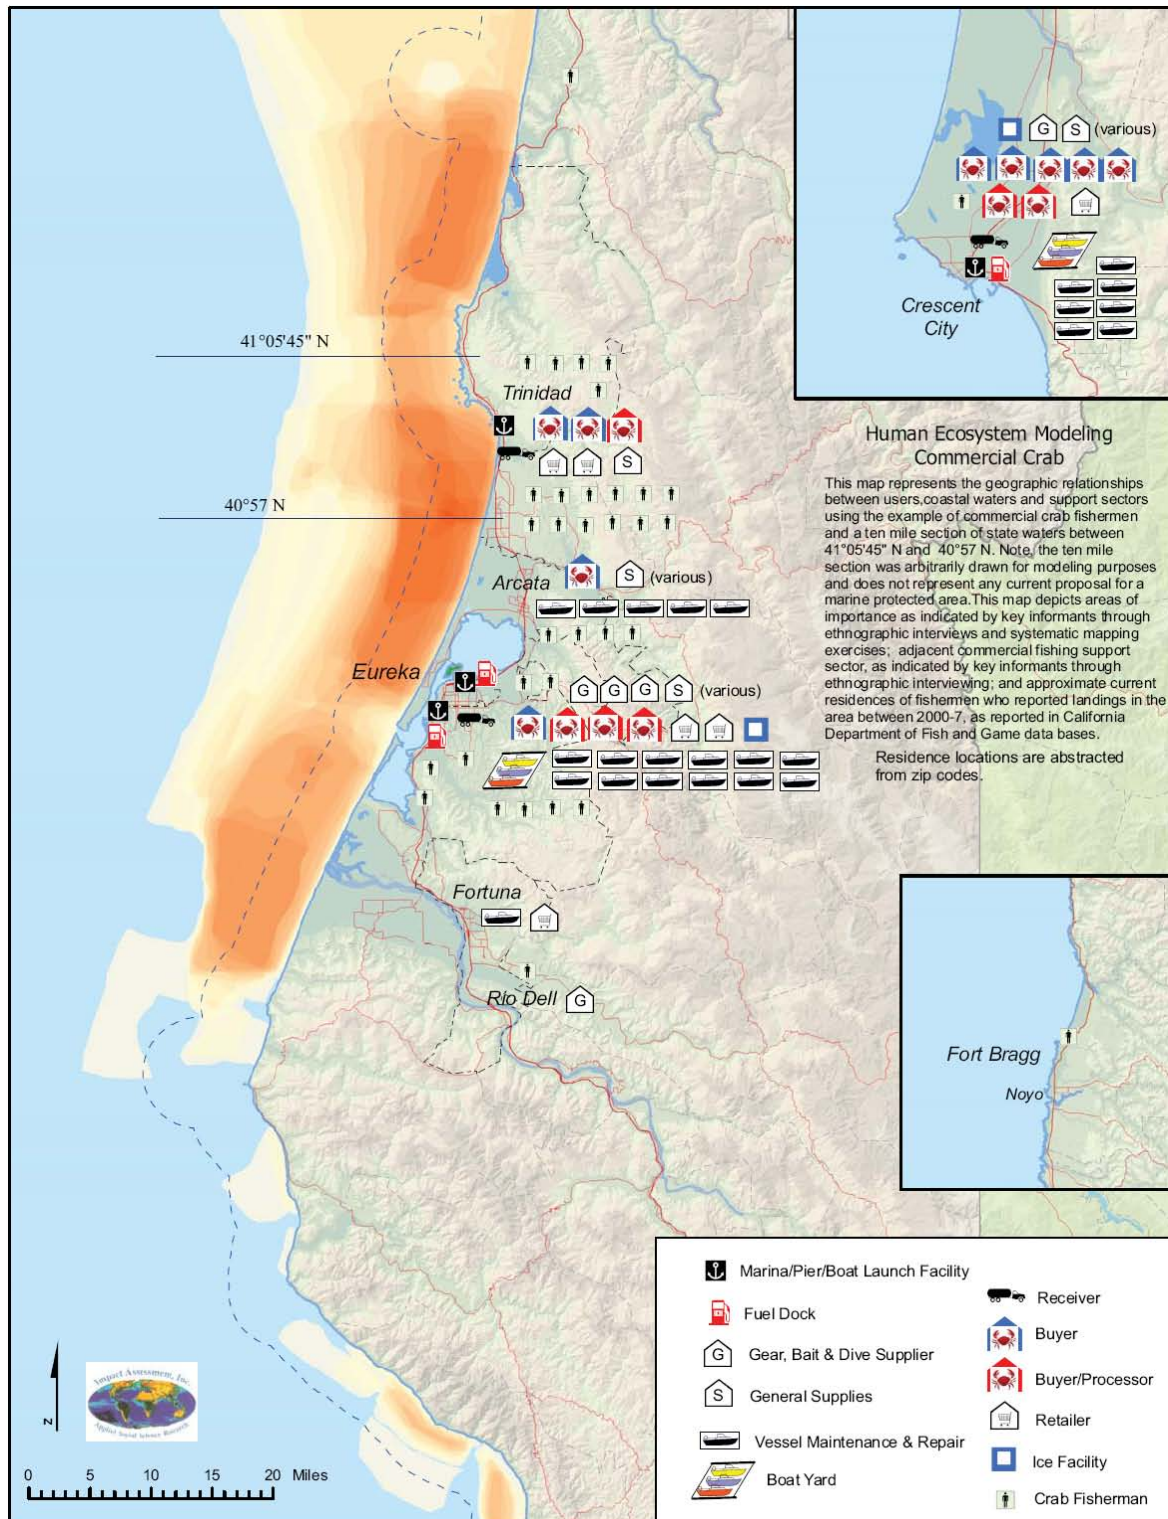 G
S
(various)
Crescent
City
41°05'45" N
Trinidad
S
40°57 N
Arcata
S
(various)
Eureka
G
G
G
S
(various)
Fortuna
Rio Dell
G
Human Ecosystem Modeling
Commercial Crab
This map represents the geographic relationships
between users,coastal waters and support sectors
using the example of commercial crab fishermen
and a ten mile section of state waters between
41°05'45" N and 40°57 N. Note, the ten mile
section was arbitrarily drawn for modeling purposes
and does not represent any current proposal for a
marine protected area.This map depicts areas of
importance as indicated by key informants through
ethnographic interviews and systematic mapping
exercises; adjacent commercial fishing support
sector, as indicated by key informants through
ethnographic interviewing; and approximate current
residences of fishermen who reported landings in the
area between 2000-7, as reported in California
Department of Fish and Game data bases.
Residence locations are abstracted
from zip codes.
Fort Bragg
Noyo
Marina/Pier/Boat Launch Facility
Fuel Dock
G
Gear, Bait & Dive Supplier
S
General Supplies
Vessel Maintenance & Repair
Boat Yard
Receiver
Buyer
Buyer/Processor
Retailer
Ice Facility
Crab Fisherman
N
Impact Assessment, Inc.
Applied Social Science Research
0 5 10 15 20 Miles